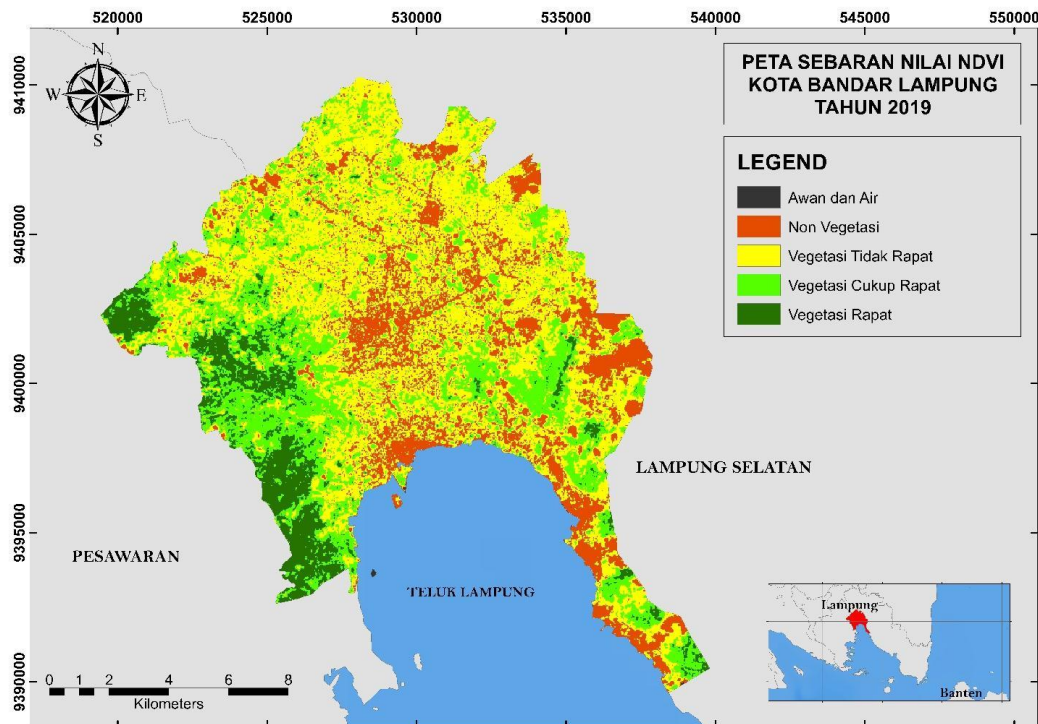 520000 525000 530000 535000 540000 545000 550000
N
W E
S
PETA SEBARAN NILAI NDVI
KOTA BANDAR LAMPUNG
TAHUN 2019
LEGEND
Awan dan Air
Non Vegetasi
Vegetasi Tidak Rapat
Vegetasi Cukup Rapat
Vegetasi Rapat
9410000
9405000
9400000
9395000
9390000
LAMPUNG SELATAN
PESAWARAN
TELUK LAMPUNG
Lampung
Banten
0 1 2 4 6 8
Kilometers